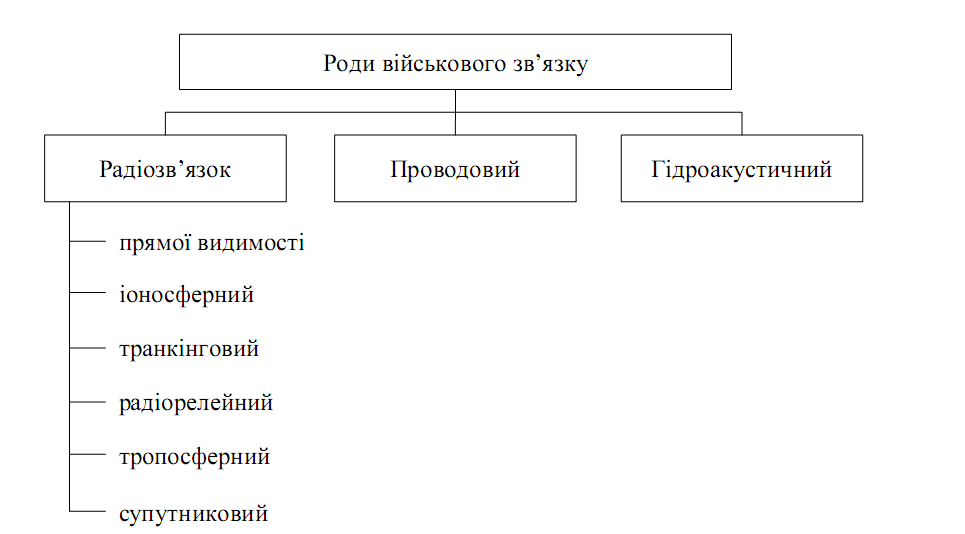 Роди військового зв’язку
Радіозв’язок
Проводовий
Гідроакустичний
прямої видимості
іоносферний
транкінговий
радіорелейний
тропосферний
супутниковий